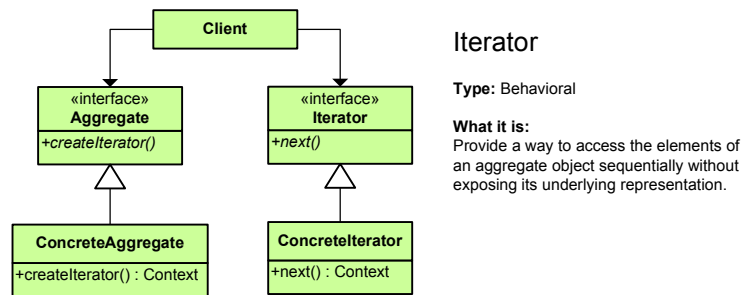 Client
«interface»
Aggregate
+createIterator()
«interface»
Iterator
+next()
ConcreteAggregate
+createIterator() : Context
ConcreteIterator
+next() : Context
Iterator
Type: Behavioral
What it is:
Provide a way to access the elements of
an aggregate object sequentially without
exposing its underlying representation.